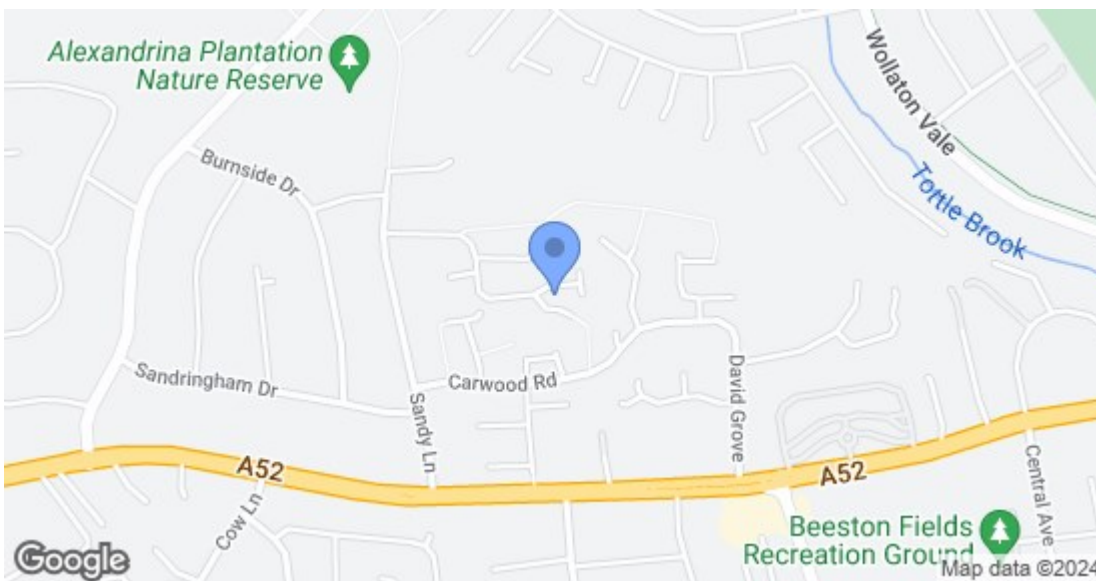 Alexandrina Plantation
Nature Reserve
Wollaton Vale
Burnside Dr
Tottle Brook
Sandringham Dr
Carwood Rd
Sandy Ln
David Grove
A52
A52
Cow Ln
Central Ave
Beeston Fields
Recreation Ground
Google
Map data ©2024